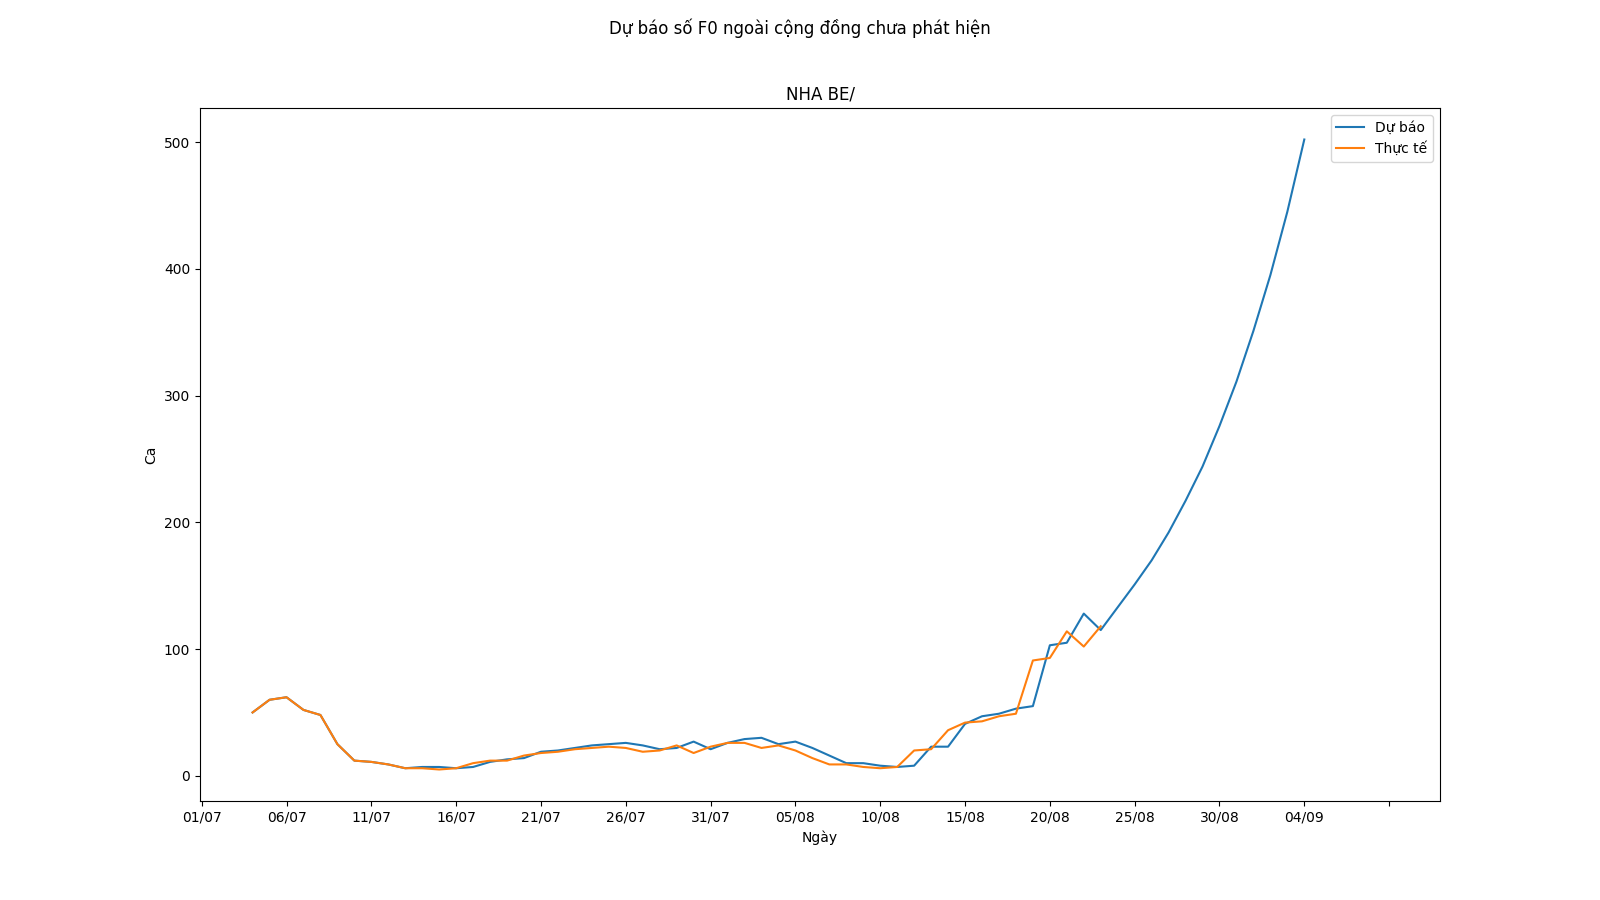 Dự báo số F0 ngoài cộng đồng chưa phát hiện
NHA BE/
Dự báo
Thực tế
500
400
300
200
100
0
Ca
01/07 06/07 11/07 16/07 21/07 26/07 31/07 05/08 10/08 15/08 20/08 25/08 30/08 04/09
Ngày